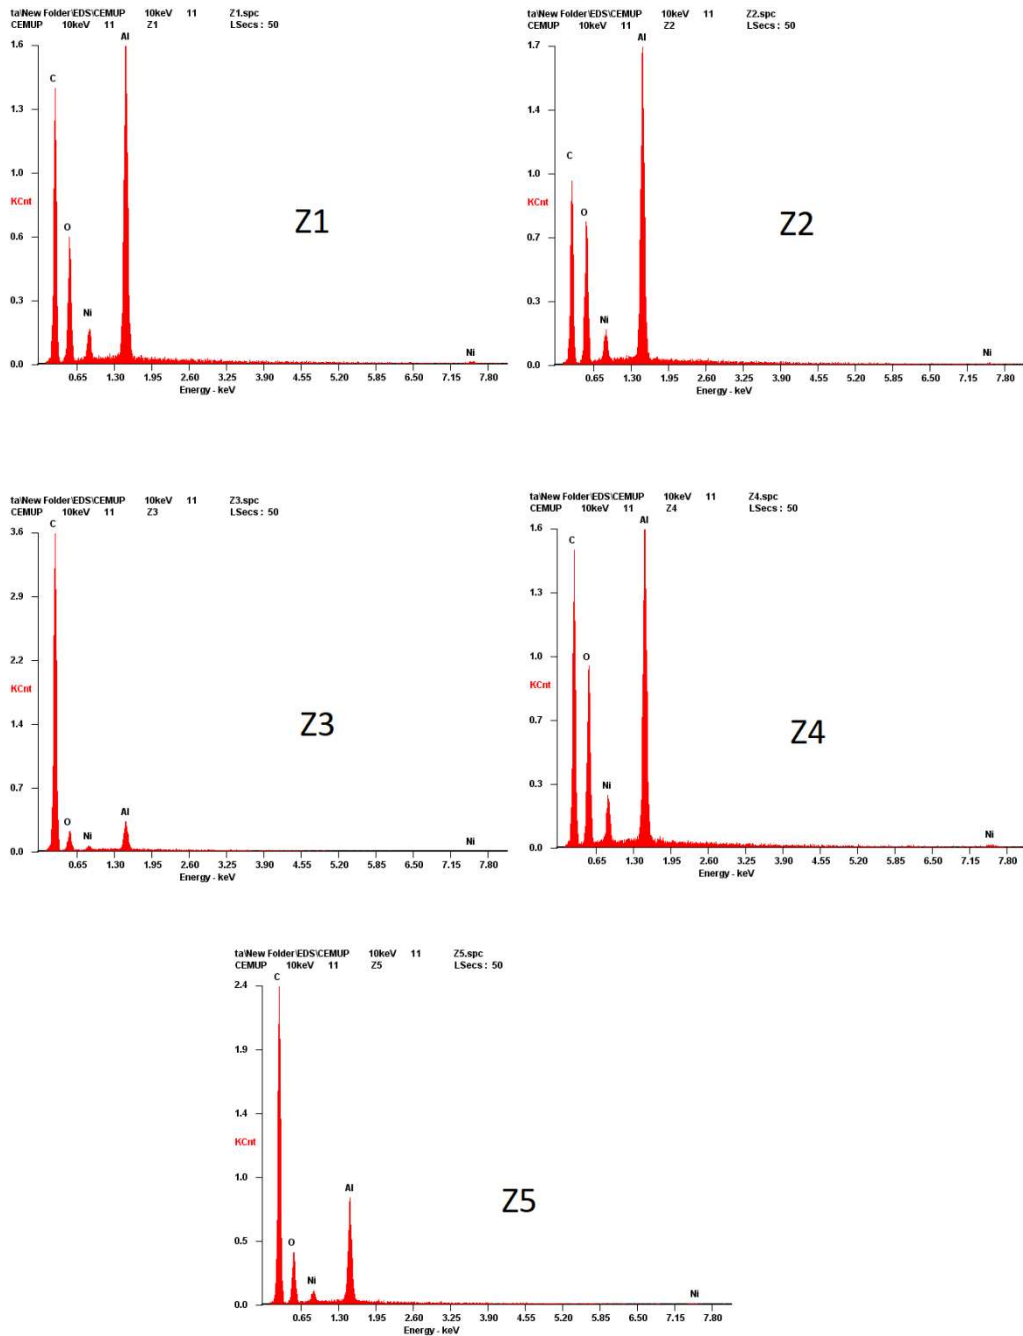 ta\New Folder\EDS\CEMUP 10keV 11 Z1.spc
CEMUP 10keV 11 Z1 LSecs : 50
Al
1.6
C
1.3
1.0
KCnt
Z1
O
0.6
Ni
0.3
Ni
0.0
0.65 1.30 1.95 2.60 3.25 3.90 4.55 5.20 5.85 6.50 7.15 7.80
Energy - keV
ta\New Folder\EDS\CEMUP 10keV 11 Z2.spc
CEMUP 10keV 11 Z2 LSecs : 50
Al
1.7
1.4
C
1.0
KCnt
O
Z2
0.7
Ni
0.3
Ni
0.0
0.65 1.30 1.95 2.60 3.25 3.90 4.55 5.20 5.85 6.50 7.15 7.80
Energy - keV
ta\New Folder\EDS\CEMUP 10keV 11 Z3.spc
CEMUP 10keV 11 Z3 LSecs : 50
C
3.6
2.9
2.2
KCnt
Z3
1.4
0.7
Al
O
Ni
Ni
0.0
0.65 1.30 1.95 2.60 3.25 3.90 4.55 5.20 5.85 6.50 7.15 7.80
Energy - keV
ta\New Folder\EDS\CEMUP 10keV 11 Z4.spc
CEMUP 10keV 11 Z4 LSecs : 50
Al
1.6
C
1.3
O
1.0
KCnt
Z4
0.7
Ni
0.3
Ni
0.0
0.65 1.30 1.95 2.60 3.25 3.90 4.55 5.20 5.85 6.50 7.15 7.80
Energy - keV
ta\New Folder\EDS\CEMUP 10keV 11 Z5.spc
CEMUP 10keV 11 Z5 LSecs : 50
C
2.4
1.9
1.4
KCnt
1.0
Al
Z5
O
0.5
Ni
Ni
0.0
0.65 1.30 1.95 2.60 3.25 3.90 4.55 5.20 5.85 6.50 7.15 7.80
Energy - keV